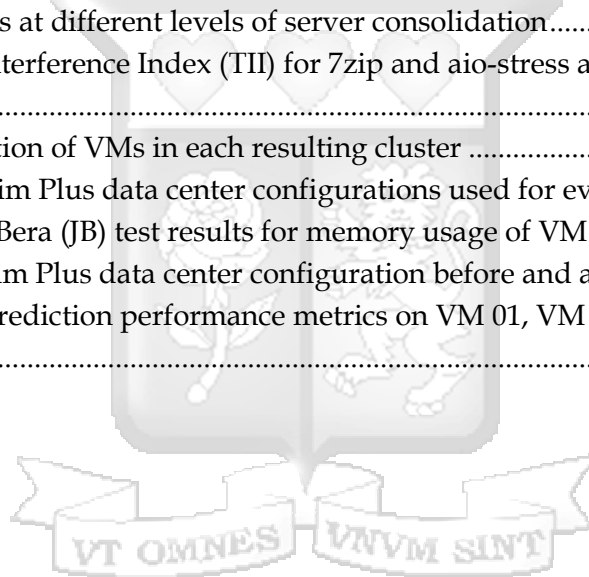 s at different levels of server consolidation.....
nterference Index (TII) for 7zip and aio-stress a
...............................................................................................
tion of VMs in each resulting cluster .....................
im Plus data center configurations used for ev
Bera (JB) test results for memory usage of VM
im Plus data center configuration before and a
rediction performance metrics on VM 01, VM
...............................................................................................
VT OMNES VNVM SINT